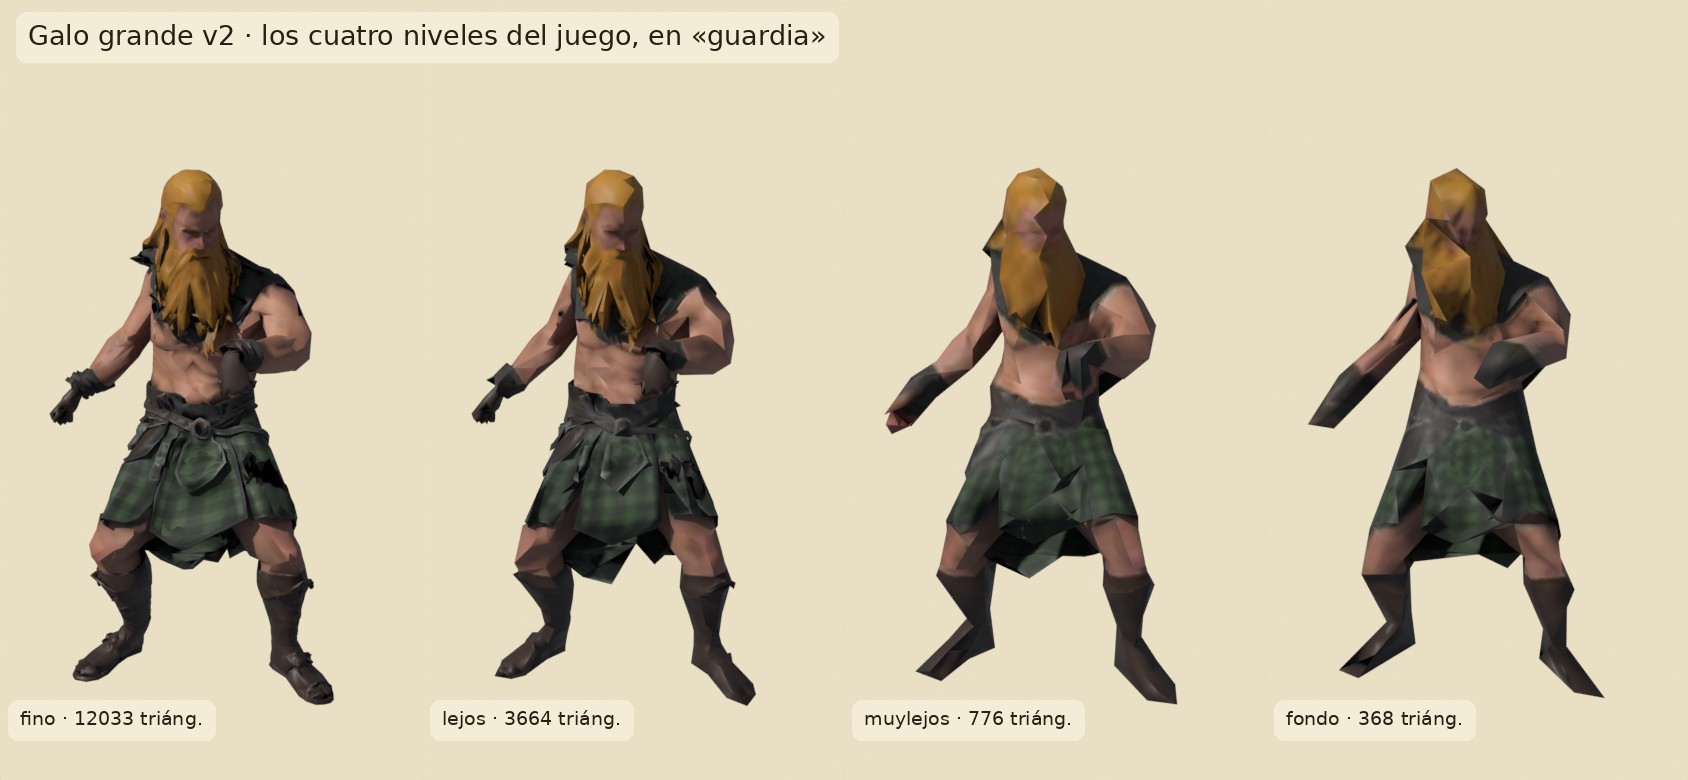 Galo grande v2 · los cuatro niveles del juego, en «guardia»
fino · 12033 triáng.
lejos · 3664 triáng.
muylejos · 776 triáng.
fondo · 368 triáng.